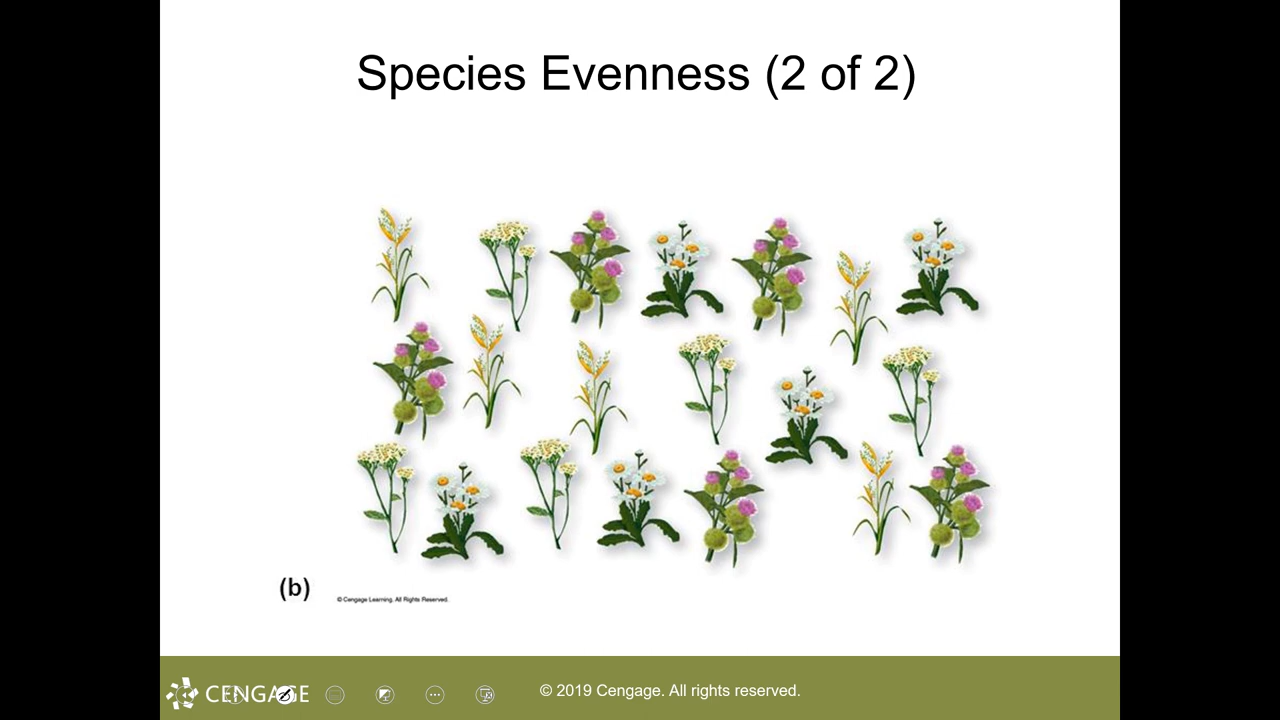 Species Evenness (2 of 2)
(b)
© Cengage Learning. All Rights Reserved.
CENGAGE
© 2019 Cengage. All rights reserved.